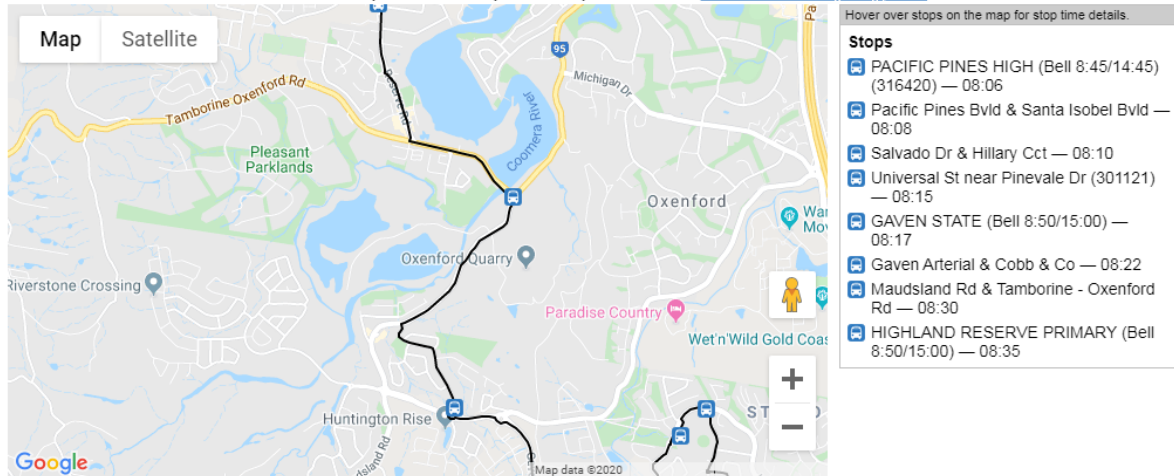 Hover over stops on the map for stop time details.
Map
Satellite
Stops
PACIFIC PINES HIGH (Bell 8:45/14:45)
(316420) — 08:06
Pacific Pines Bvld & Santa Isobel Bvld —
08:08
Salvado Dr & Hillary Cct — 08:10
Universal St near Pinevale Dr (301121)
— 08:15
GAVEN STATE (Bell 8:50/15:00) —
08:17
Gaven Arterial & Cobb & Co — 08:22
Maudsland Rd & Tamborine - Oxenford
Rd — 08:30
HIGHLAND RESERVE PRIMARY (Bell
8:50/15:00) — 08:35
95
Michigan Dr
Tamborine Oxenford Rd
Coomera River
Pleasant
Parklands
Oxenford
Oxenford Quarry
Riverstone Crossing
Paradise Country
Wet'n'Wild Gold Coas
Huntington Rise
Google
Map data ©2020